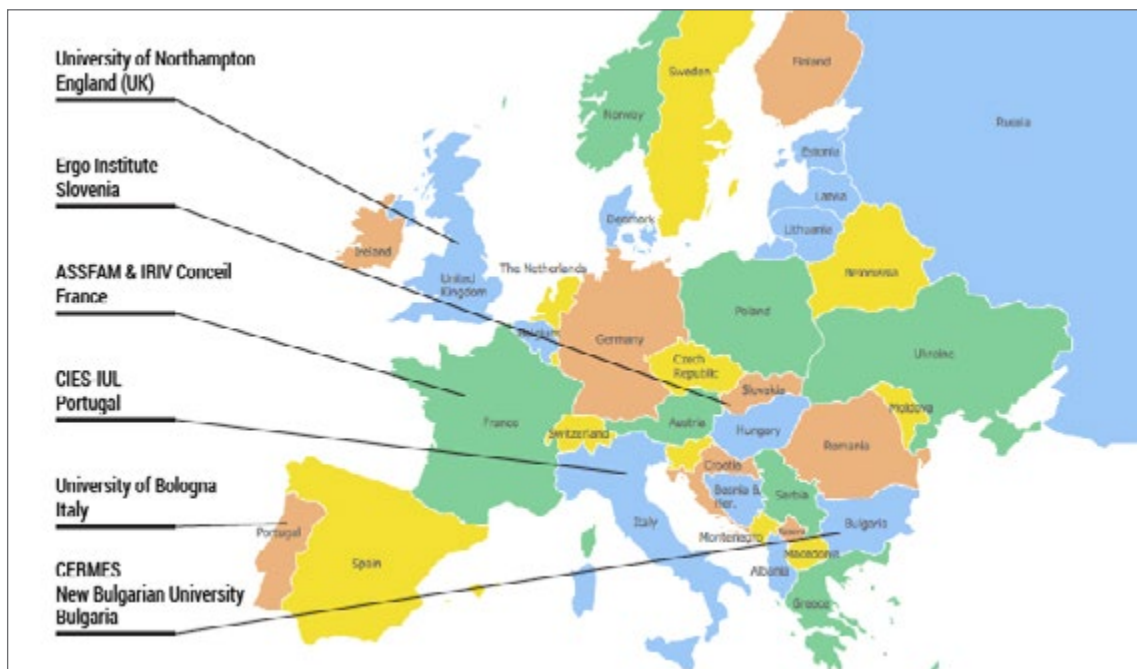 University of Northampton
England (UK)
Ergo Institute
Slovenia
ASSFAM & IRIV Conceil
France
CIES-IUL
Portugal
University of Bologna
Italy
CERMES
New Bulgarian University
Bulgaria
Sweden
Finland
Norway
Russia
Estonia
Latvia
Lithuania
Denmark
Ireland
United
Kingdom
The Netherlands
Belgium
Germany
Poland
Ukraine
Czech
Republic
Slovakia
Moldova
France
Switzerland
Austria
Hungary
Romania
Croatia
Bosnia &
Her.
Serbia
Italy
Montenegro
Bulgaria
Macedonia
Albania
Greece
Portugal
Spain